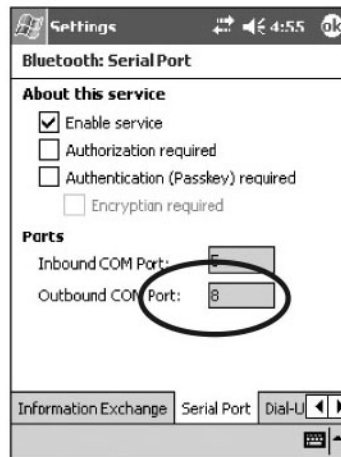 Settings 4:55 ok
Bluetooth: Serial Port
About this service
Enable service
Authorization required
Authentication (Passkey) required
Encryption required
Ports
Inbound COM Port:
Outbound COM Port: 8
Information Exchange Serial Port Dial-U